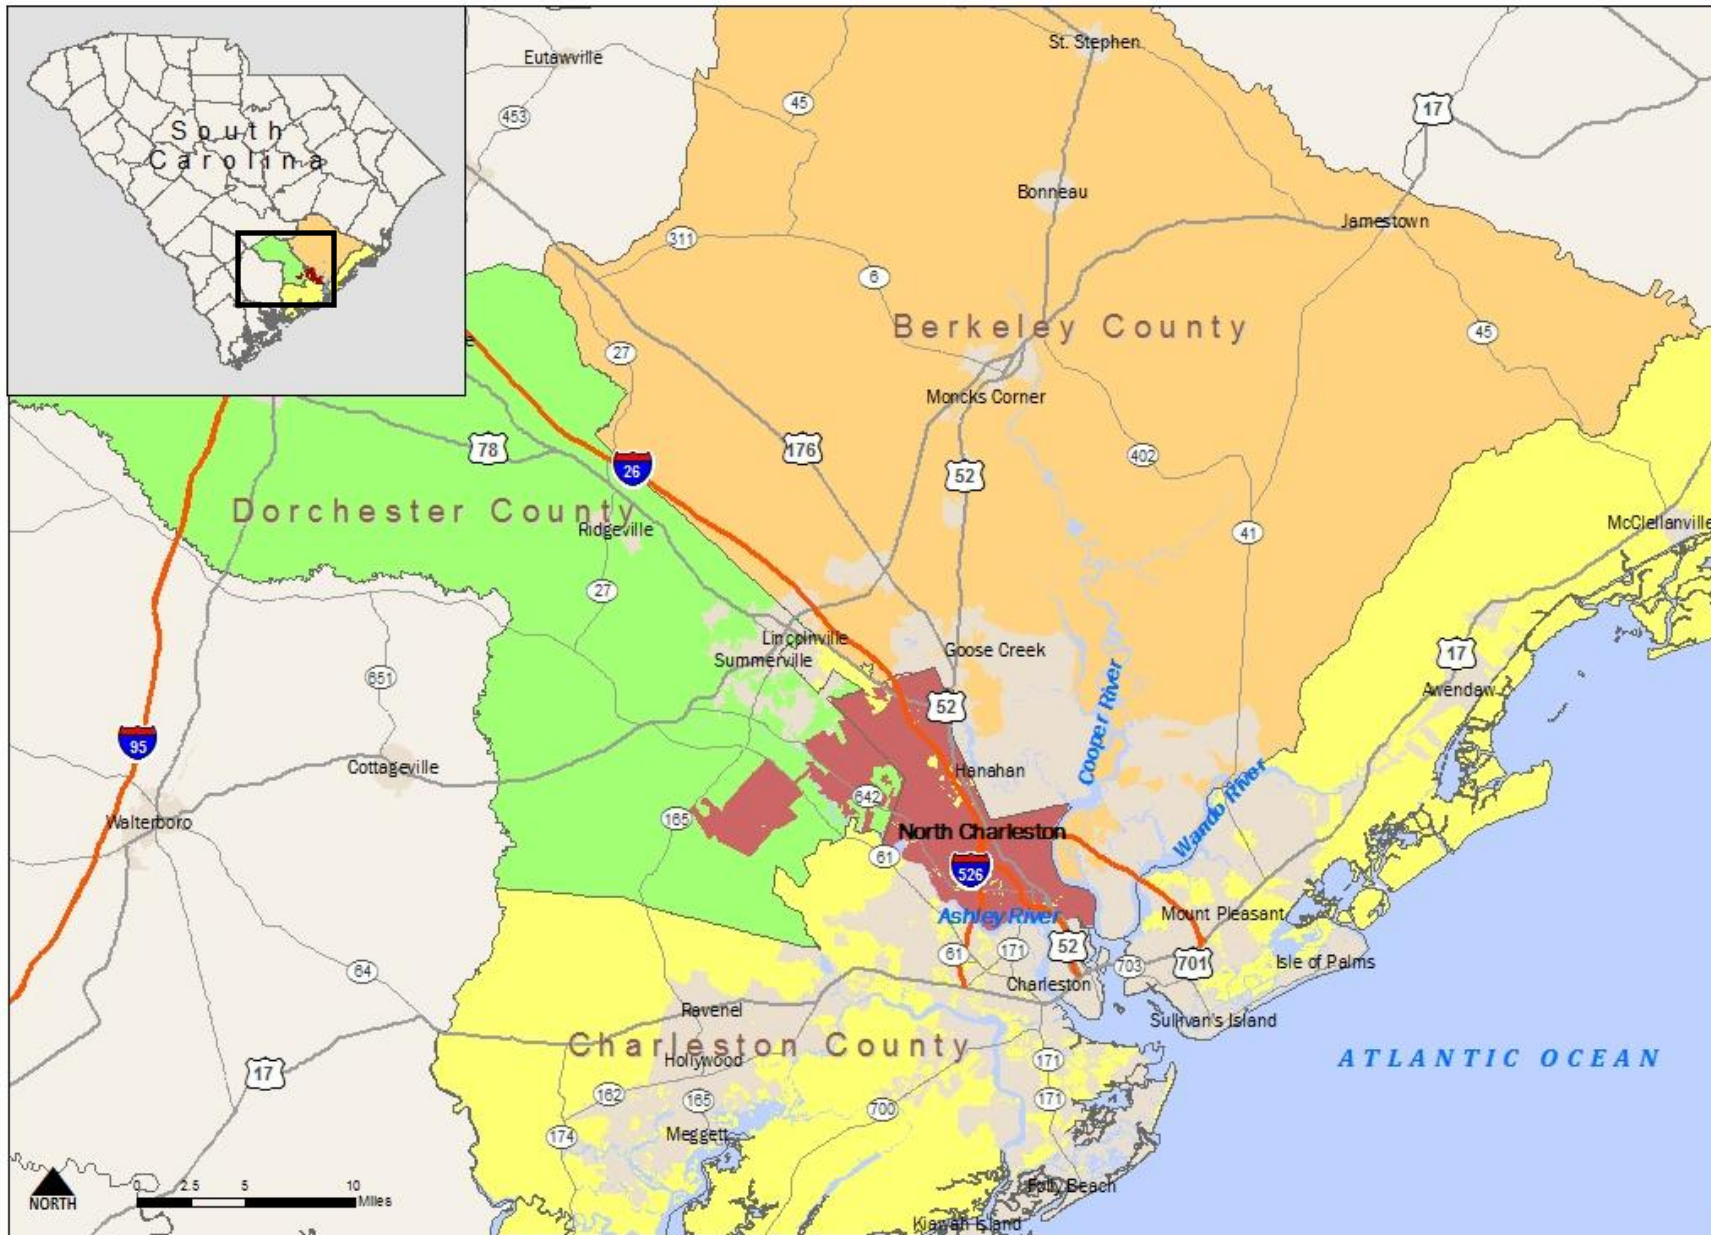 South
Carolina
Eutawville
St. Stephen
45
17
453
Bonneau
Jamestown
311
6
Berkeley County
45
27
e
Moncks Corner
78
176
26
52
402
Dorchester County
Ridgeville
McClellanville
41
27
Lincolnville
Goose Creek
Summerville
17
651
Cooper River
Awendaw
52
95
Cottageville
Hanahan
642
Wando River
165
Walterboro
North Charleston
61
526
Ashley River
Mount Pleasant
61
171
52
703
701
Isle of Palms
64
Charleston
Ravenel
Sullivan's Island
Charleston County
ATLANTIC OCEAN
Hollywood
171
17
162
165
700
171
174
Meggett
NORTH
0 2.5 5 10
Miles
Folly Beach
Kiawah Island